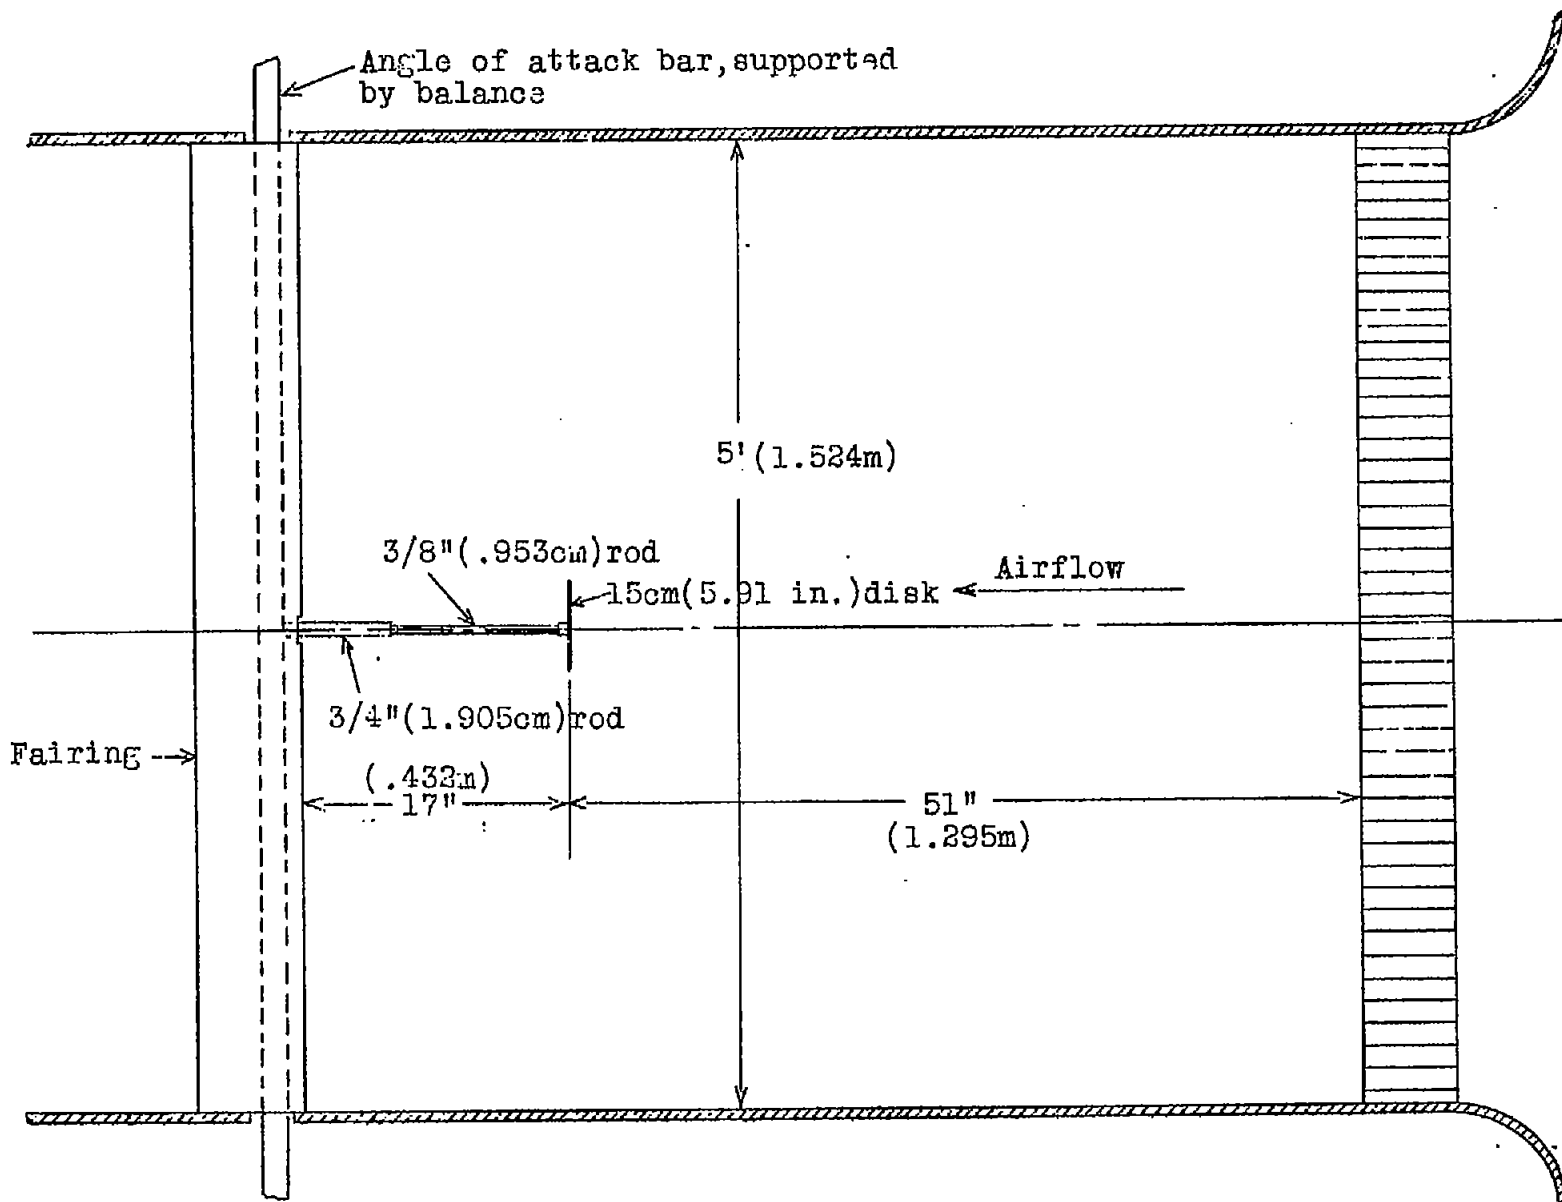 Angle of attack bar, supported
by balance
5'(1.524m)
3/8"(.953cm)rod
15cm(5.91 in.)disk
Airflow
3/4"(1.905cm)rod
Fairing
(.432m)
17"
51"
(1.295m)